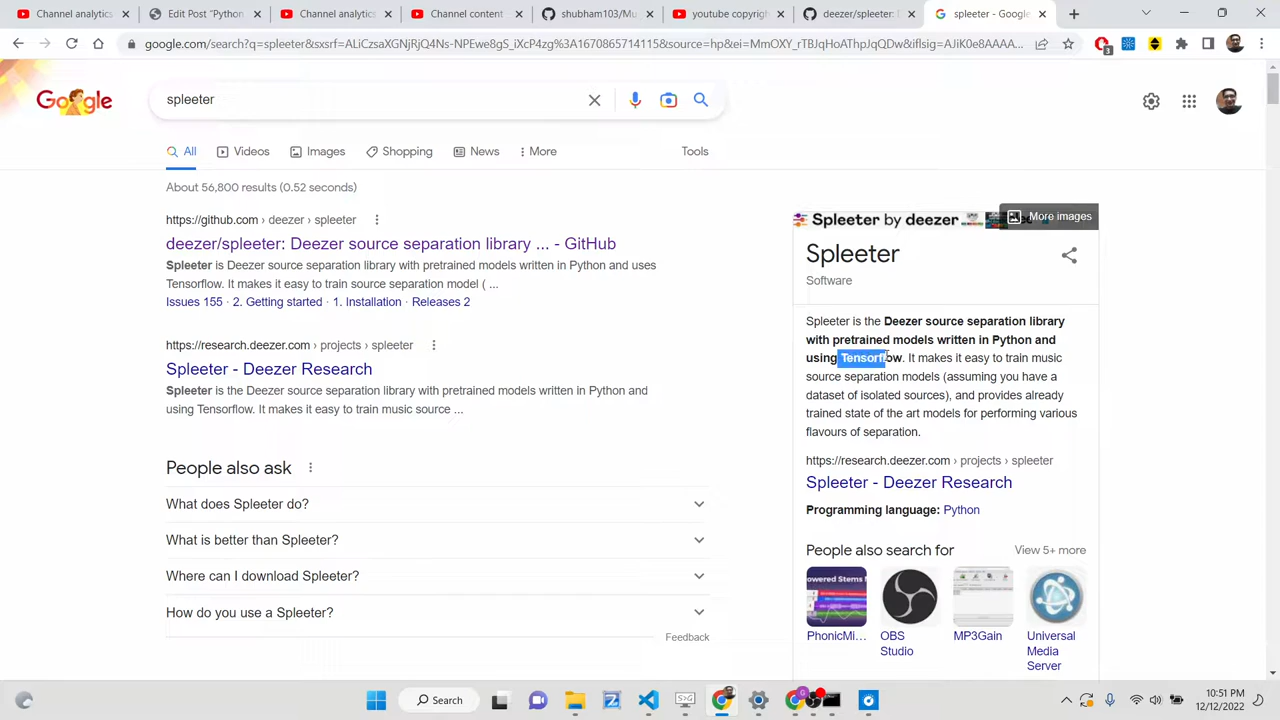 Channel analytics
Edit Pot "Python
Channel analytics
Channel content
shubham103/Mu
youtube copyright
deezer/spleeter: D
spleeter - Google
google.com/search?q=spleeter
3
Google
spleeter
All
Videos
Images
Shopping
News
More
Tools
About 56,800 results (0.52 seconds)
https://github.com › deezer › spleeter
deezer/spleeter: Deezer source separation library ... - GitHub
Spleeter is Deezer source separation library with pretrained models written in Python and uses
Tensorflow. It makes it easy to train source separation model ( ...
Issues 155 · 2. Getting started · 1. Installation · Releases 2
https://research.deezer.com › projects › spleeter
Spleeter - Deezer Research
Spleeter is the Deezer source separation library with pretrained models written in Python and
using Tensorflow. It makes it easy to train music source ...
People also ask
What does Spleeter do?
What is better than Spleeter?
Where can I download Spleeter?
How do you use a Spleeter?
Feedback
Spleeter by deezer
More images
Spleeter
Software
Spleeter is the Deezer source separation library
with pretrained models written in Python and
using Tensorflow. It makes it easy to train music
source separation models (assuming you have a
dataset of isolated sources), and provides already
trained state of the art models for performing various
flavours of separation.
https://research.deezer.com › projects › spleeter
Spleeter - Deezer Research
Programming language: Python
People also search for
View 5+ more
PhonicMi...
OBS
Studio
MP3Gain
Universal
Media
Server
Search
10:51 PM
12/12/2022